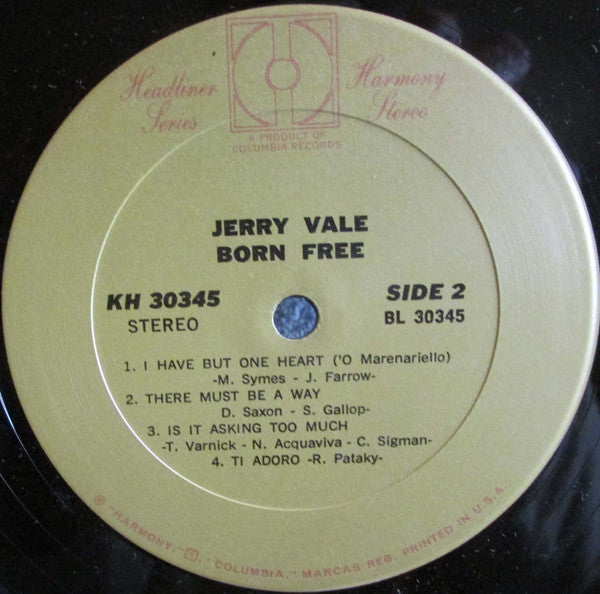 Headliner Series
Harmony Stereo
A PRODUCT OF
COLUMBIA RECORDS
JERRY VALE
BORN FREE
KH 30345
STEREO
SIDE 2
BL 30345
1. I HAVE BUT ONE HEART ('O Marenariello)
-M. Symes - J. Farrow-
2. THERE MUST BE A WAY
D. Saxon - S. Gallop-
3. IS IT ASKING TOO MUCH
-T. Varnick - N. Acquaviva - C. Sigman-
4. TI ADORO -R. Pataky-
® "HARMONY," "COLUMBIA," MARCAS REG. PRINTED IN U.S.A.